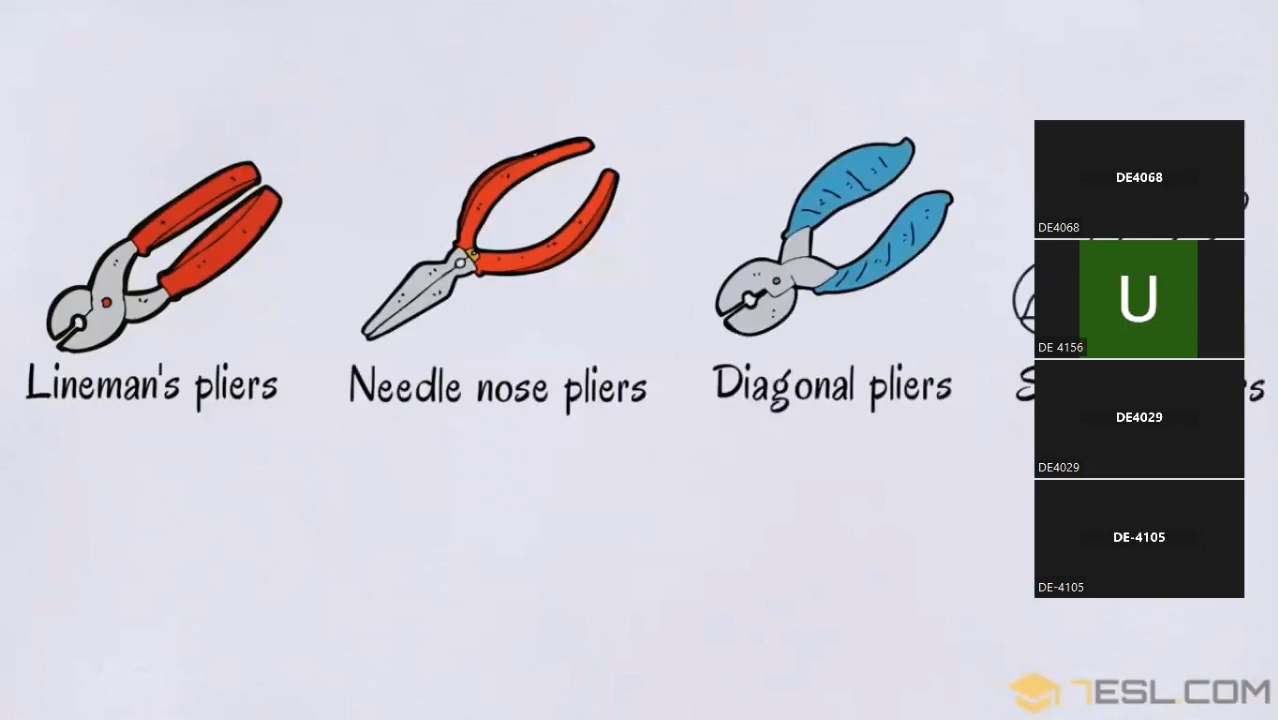 Lineman's pliers
Needle nose pliers
Diagonal pliers
DE4068
DE4068
U
DE 4156
DE4029
DE4029
DE-4105
DE-4105
7ESL.COM